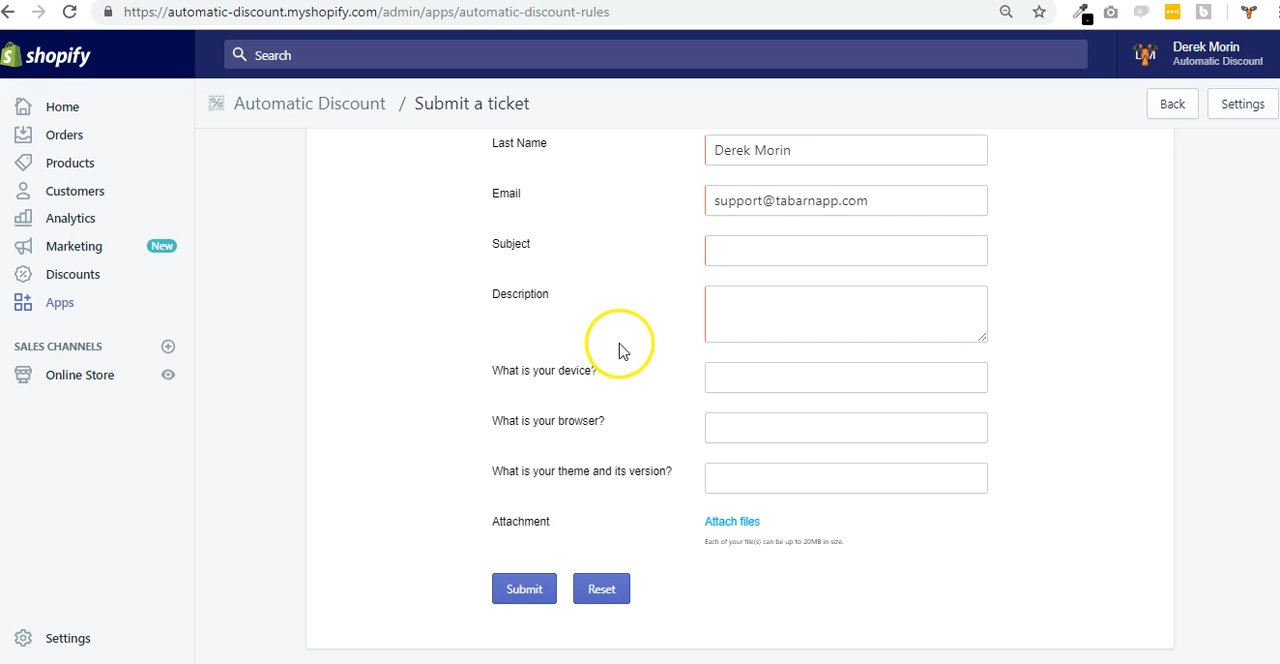 https://automatic-discount.myshopify.com/admin/apps/automatic-discount-rules
shopify
Search
Derek Morin
Automatic Discount
Automatic Discount / Submit a ticket
Back
Settings
Home
Orders
Products
Customers
Analytics
Marketing New
Discounts
Apps
SALES CHANNELS
Online Store
Settings
Last Name
Derek Morin
Email
support@tabarnapp.com
Subject
Description
What is your device?
What is your browser?
What is your theme and its version?
Attachment
Attach files
Each of your file(s) can be up to 20MB in size.
Submit
Reset